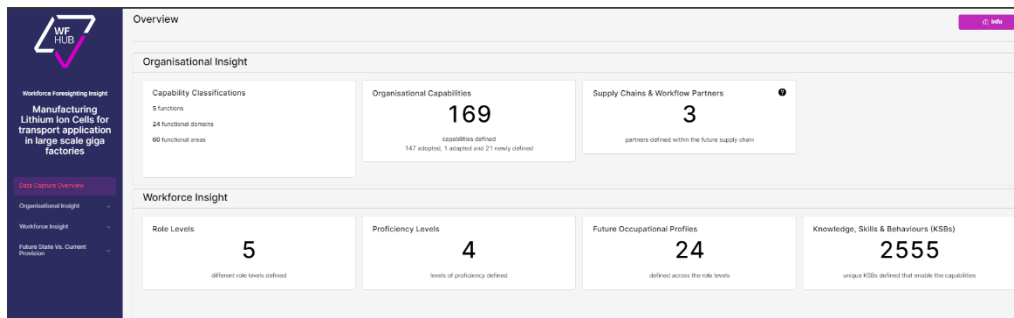 WF
HUB
Workforce Foresighting Insight
Manufacturing
Lithium Ion Cells for
transport application
in large scale giga
factories
Data Capture Overview
Organisational Insight
Workforce Insight
Future State Vs. Current
Provision
Overview
Info
Organisational Insight
Capability Classifications
5 functions
24 functional domains
60 functional areas
Organisational Capabilities
169
capabilities defined
147 adopted, 1 adapted and 21 newly defined
Supply Chains & Workflow Partners
?
3
partners defined within the future supply chain
Workforce Insight
Role Levels
5
different role levels defined
Proficiency Levels
4
levels of proficiency defined
Future Occupational Profiles
24
defined across the role levels
Knowledge, Skills & Behaviours (KSBs)
2555
unique KSBs defined that enable the capabilities